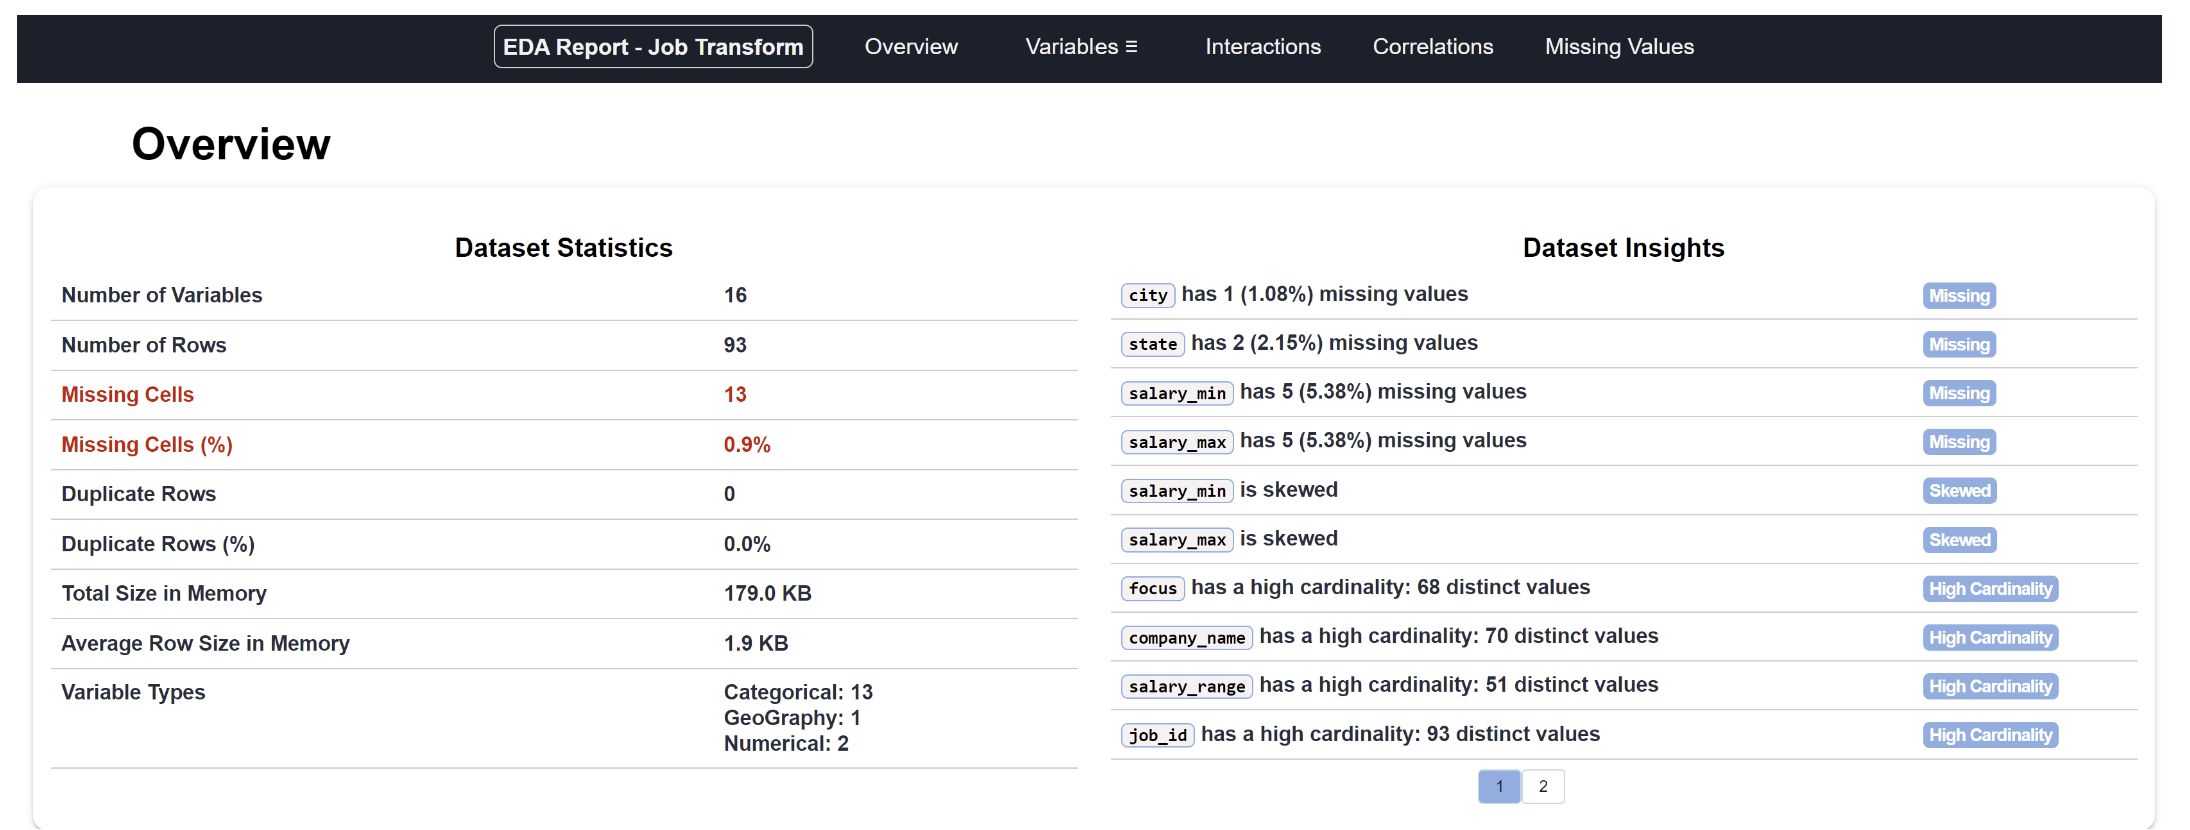 EDA Report - Job Transform Overview Variables ≡ Interactions Correlations Missing Values
Overview
Dataset Statistics
Number of Variables 16
Number of Rows 93
Missing Cells 13
Missing Cells (%) 0.9%
Duplicate Rows 0
Duplicate Rows (%) 0.0%
Total Size in Memory 179.0 KB
Average Row Size in Memory 1.9 KB
Variable Types Categorical: 13
GeoGraphy: 1
Numerical: 2
Dataset Insights
city has 1 (1.08%) missing values Missing
state has 2 (2.15%) missing values Missing
salary_min has 5 (5.38%) missing values Missing
salary_max has 5 (5.38%) missing values Missing
salary_min is skewed Skewed
salary_max is skewed Skewed
focus has a high cardinality: 68 distinct values High Cardinality
company_name has a high cardinality: 70 distinct values High Cardinality
salary_range has a high cardinality: 51 distinct values High Cardinality
job_id has a high cardinality: 93 distinct values High Cardinality
1 2